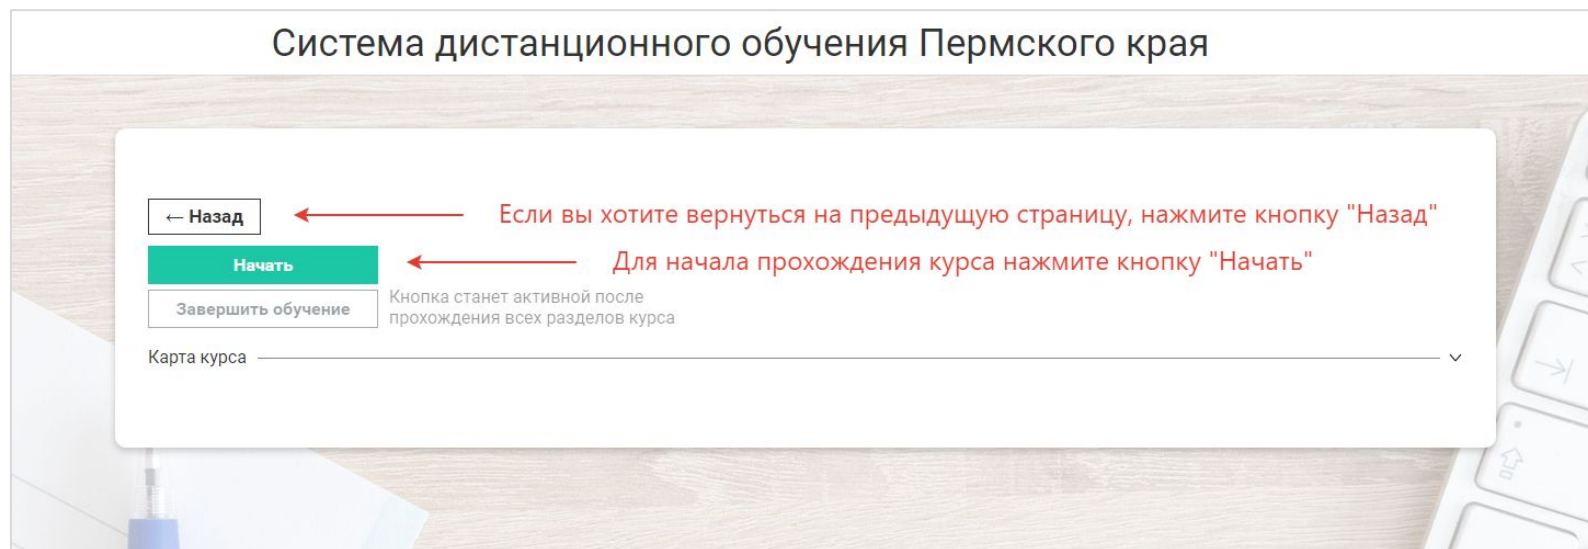 Система дистанционного обучения Пермского края
← Назад
Если вы хотите вернуться на предыдущую страницу, нажмите кнопку "Назад"
Начать
Для начала прохождения курса нажмите кнопку "Начать"
Завершить обучение
Кнопка станет активной после
прохождения всех разделов курса
Карта курса